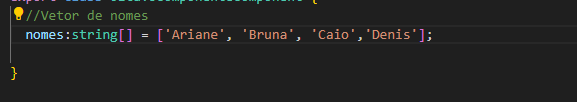 //Vetor de nomes
nomes:string[] = ['Ariane', 'Bruna', 'Caio','Denis'];
}